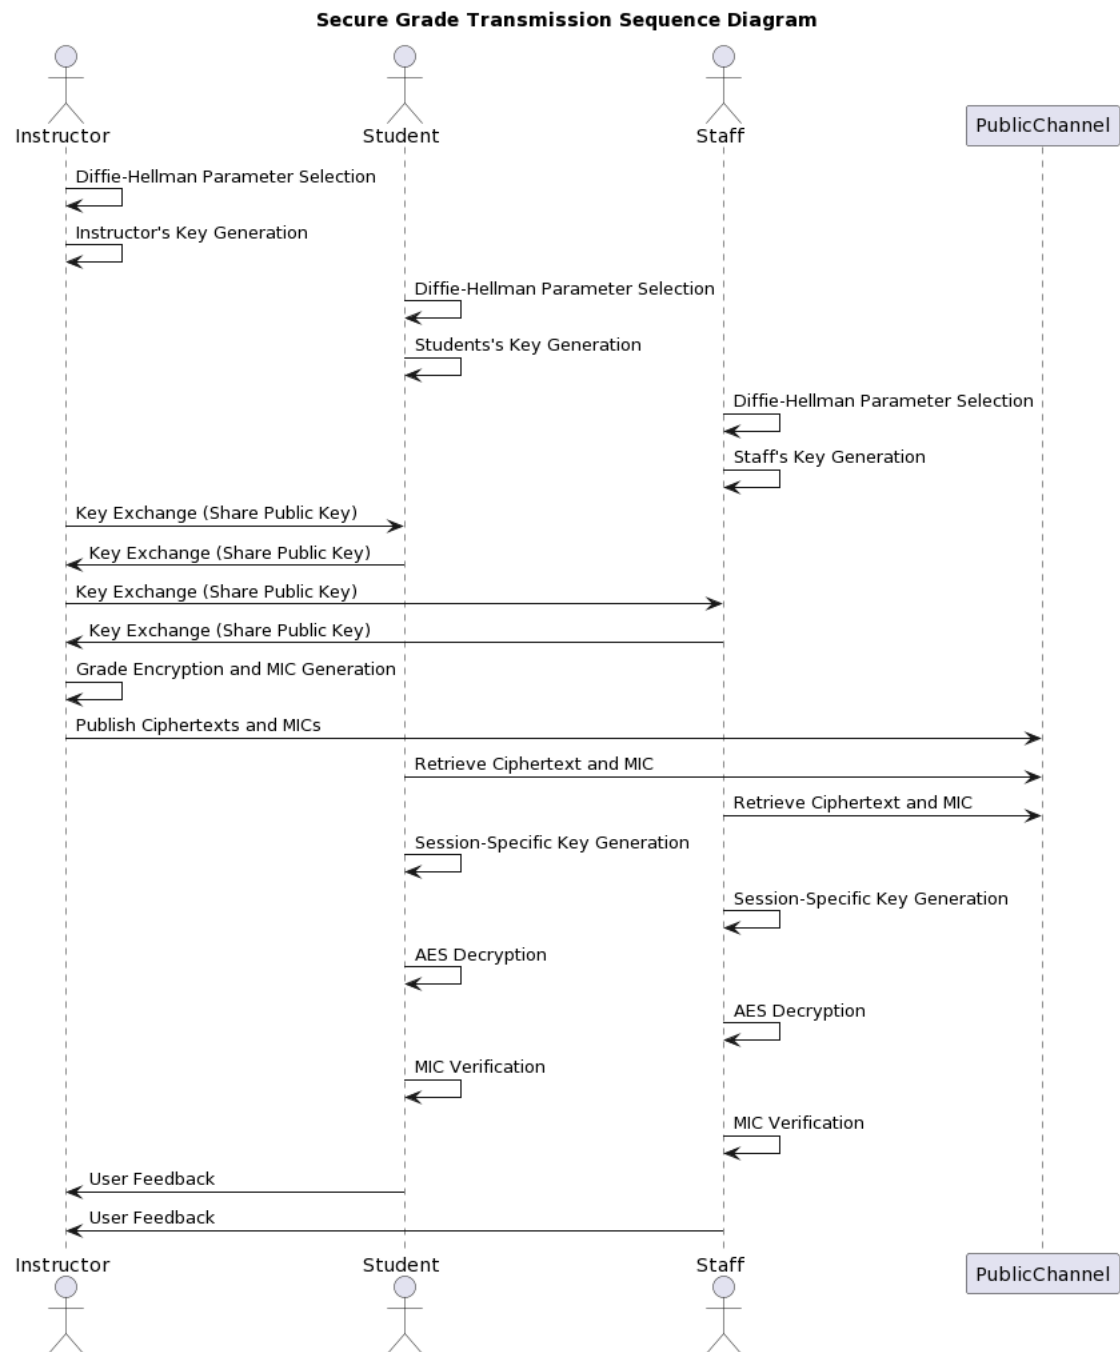 Secure Grade Transmission Sequence Diagram
Instructor
Student
Staff
PublicChannel
Diffie-Hellman Parameter Selection
Instructor's Key Generation
Diffie-Hellman Parameter Selection
Students's Key Generation
Diffie-Hellman Parameter Selection
Staff's Key Generation
Key Exchange (Share Public Key)
Key Exchange (Share Public Key)
Key Exchange (Share Public Key)
Key Exchange (Share Public Key)
Grade Encryption and MIC Generation
Publish Ciphertexts and MICs
Retrieve Ciphertext and MIC
Retrieve Ciphertext and MIC
Session-Specific Key Generation
Session-Specific Key Generation
AES Decryption
AES Decryption
MIC Verification
MIC Verification
User Feedback
User Feedback
Instructor
Student
Staff
PublicChannel